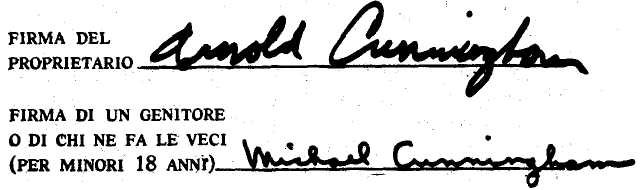 FIRMA DEL
PROPRIETARIO Arnold Cunningham
FIRMA DI UN GENITORE
O DI CHI NE FA LE VECI
(PER MINORI 18 ANNI) Michael Cunningham